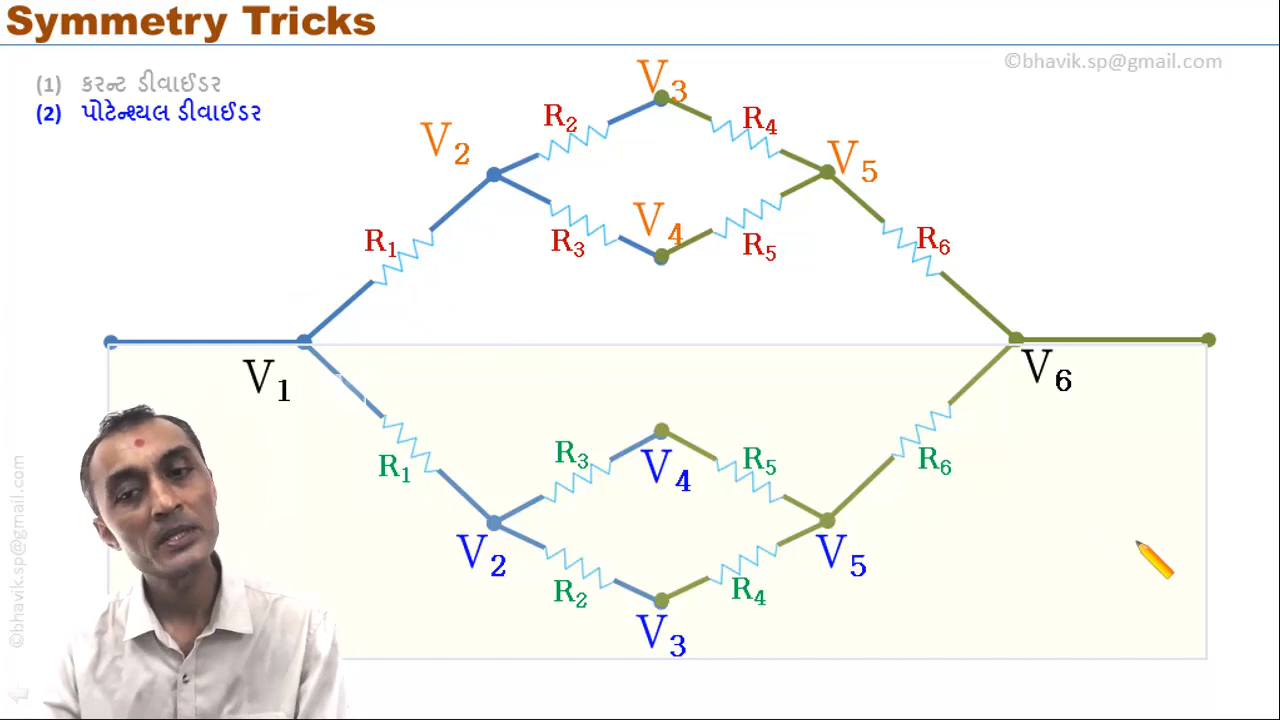 Symmetry Tricks
©bhavik.sp@gmail.com
(1) કરન્ટ ડીવાઈડર
(2) પોટેન્શ્યલ ડીવાઈડર
V3
R2
R4
V2
V5
V4
R1
R3
R5
R6
V1
V6
R3
R5
R1
R6
V4
V2
V5
R2
R4
V3
©bhavik.sp@gmail.com